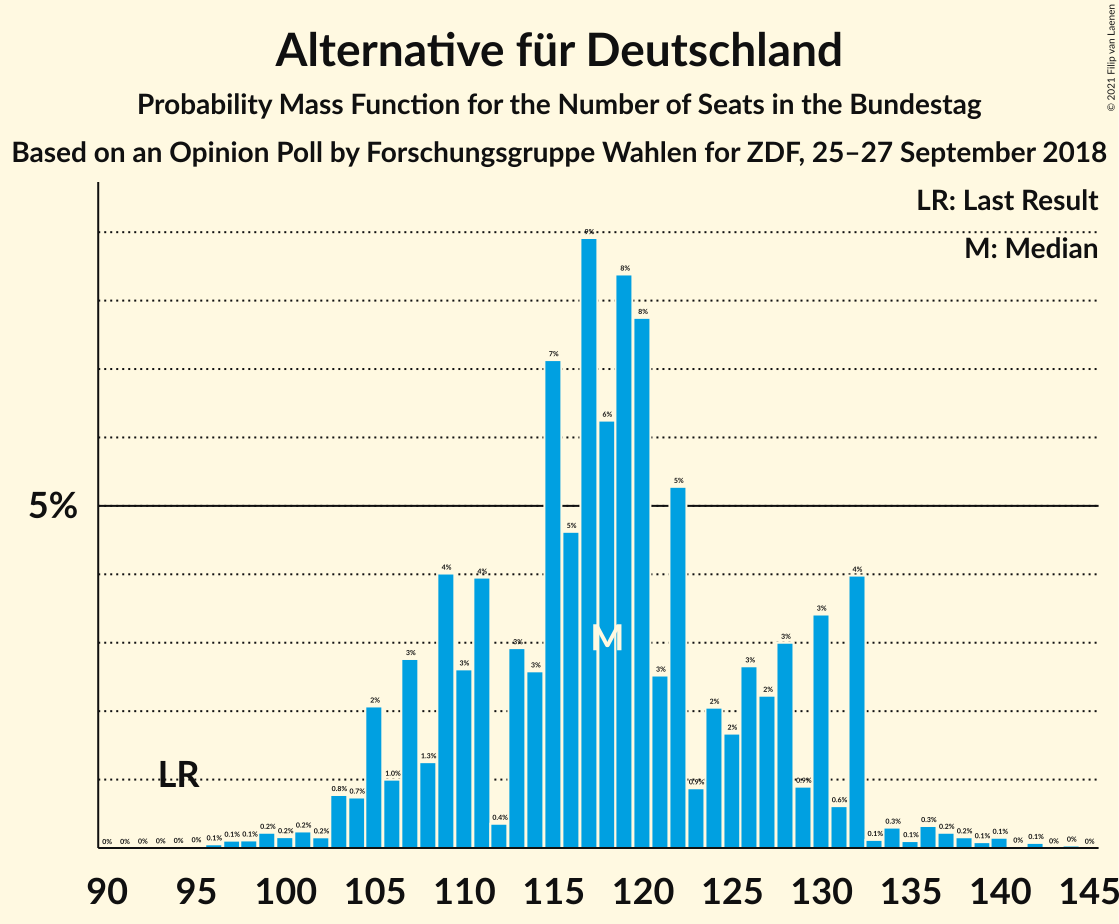 Alternative für Deutschland
Probability Mass Function for the Number of Seats in the Bundestag
Based on an Opinion Poll by Forschungsgruppe Wahlen for ZDF, 25–27 September 2018
© 2021 Filip van Laenen
LR: Last Result
M: Median
5%
0% 0% 0% 0% 0% 0% 0.1% 0.1% 0.1% 0.2% 0.2% 0.2% 0.2% 0.8% 0.7% 2% 1.0% 3% 1.3% 4% 3% 4% 0.4% 3% 3% 7% 5% 9% 6% 8% 8% 3% 5% 0.9% 2% 2% 3% 2% 3% 0.9% 3% 0.6% 4% 0.1% 0.3% 0.1% 0.3% 0.2% 0.2% 0.1% 0.1% 0% 0.1% 0% 0% 0%
M
LR
90 95 100 105 110 115 120 125 130 135 140 145